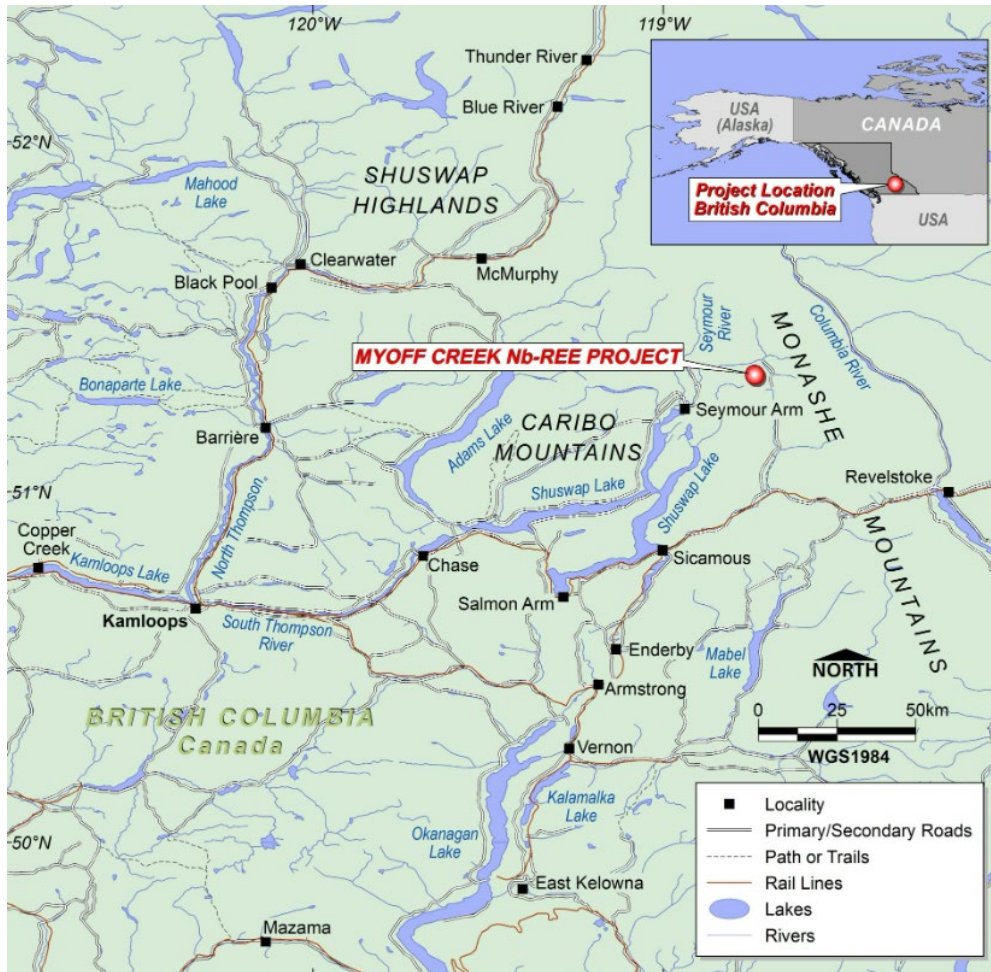 120°W
119°W
Thunder River
Blue River
52°N
SHUSWAP
HIGHLANDS
Mahood
Lake
Clearwater
McMurphy
Black Pool
USA
(Alaska)
CANADA
Project Location
British Columbia
USA
Seymour
River
MONASHE
Columbia River
MYOFF CREEK Nb-REE PROJECT
Bonaparte Lake
Seymour Arm
Adams Lake
CARIBO
MOUNTAINS
Barrière
Shuswap Lake
Shuswap Lake
Revelstoke
51°N
North Thompson
Copper
Creek
Kamloops Lake
Chase
Sicamous
MOUNTAINS
Salmon Arm
Kamloops
South Thompson
River
Enderby
Mabel
Lake
NORTH
Armstrong
0 25 50km
WGS1984
BRITISH COLUMBIA
Canada
Vernon
Kalamalka
Lake
Okanagan
Lake
50°N
East Kelowna
Mazama
120°W
119°W
Locality
Primary/Secondary Roads
Path or Trails
Rail Lines
Lakes
Rivers